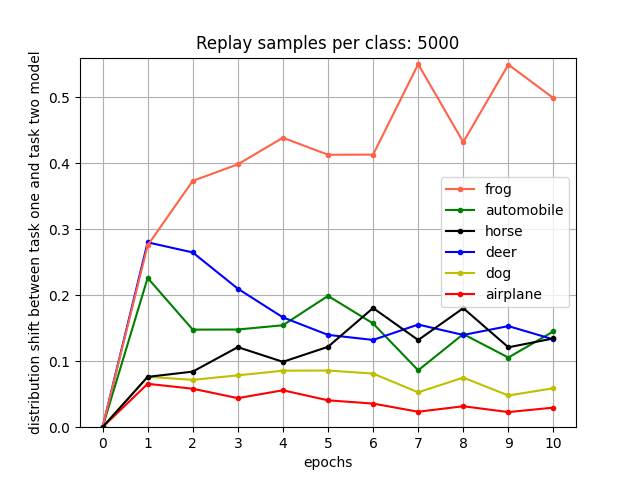 Replay samples per class: 5000
distribution shift between task one and task two model
0.5
0.4
0.3
0.2
0.1
0.0
frog
automobile
horse
deer
dog
airplane
0 1 2 3 4 5 6 7 8 9 10
epochs